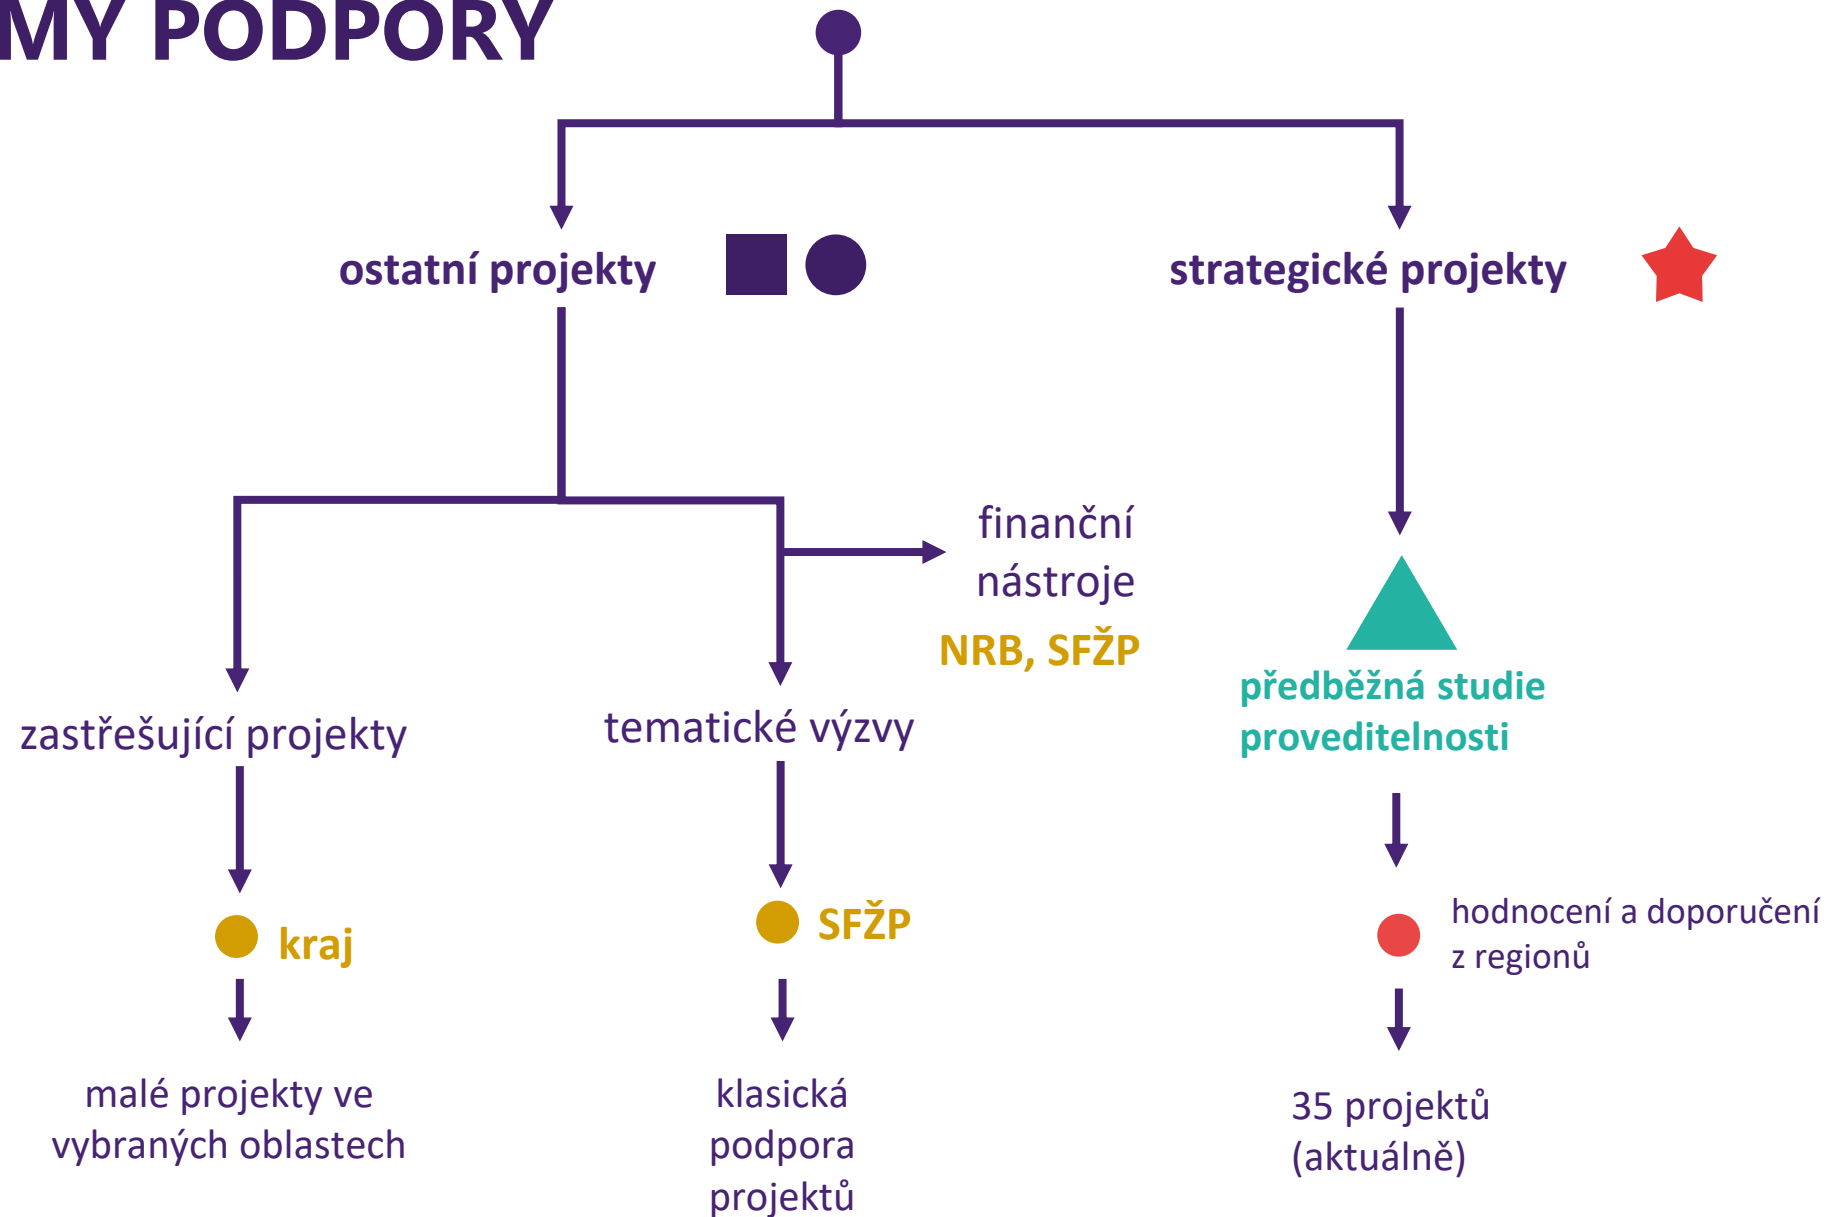 MY PODPORY
ostatní projekty
strategické projekty
finanční
nástroje
NRB, SFŽP
předběžná studie
proveditelnosti
zastřešující projekty
tematické výzvy
kraj
SFŽP
hodnocení a doporučení
z regionů
malé projekty ve
vybraných oblastech
klasická
podpora
projektů
35 projektů
(aktuálně)